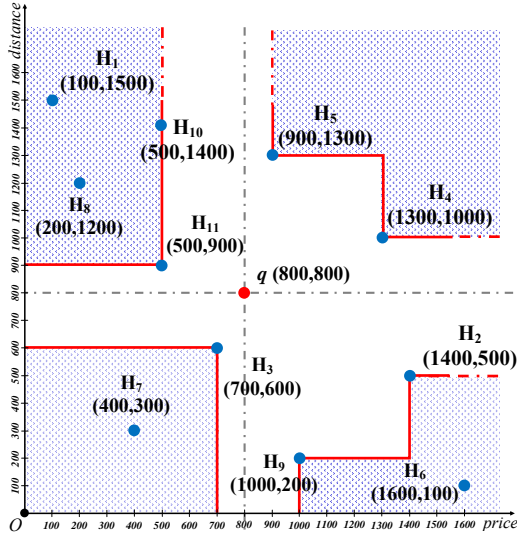 distance
1600
1500
1400
1300
1200
1100
1000
900
800
700
600
500
400
300
200
100
H1
(100,1500)
H10
(500,1400)
H5
(900,1300)
H8
(200,1200)
H4
(1300,1000)
H11
(500,900)
q (800,800)
H3
(700,600)
H2
(1400,500)
H7
(400,300)
H9
(1000,200)
H6
(1600,100)
O 100 200 300 400 500 600 700 800 900 1000 1100 1200 1300 1400 1500 1600 price